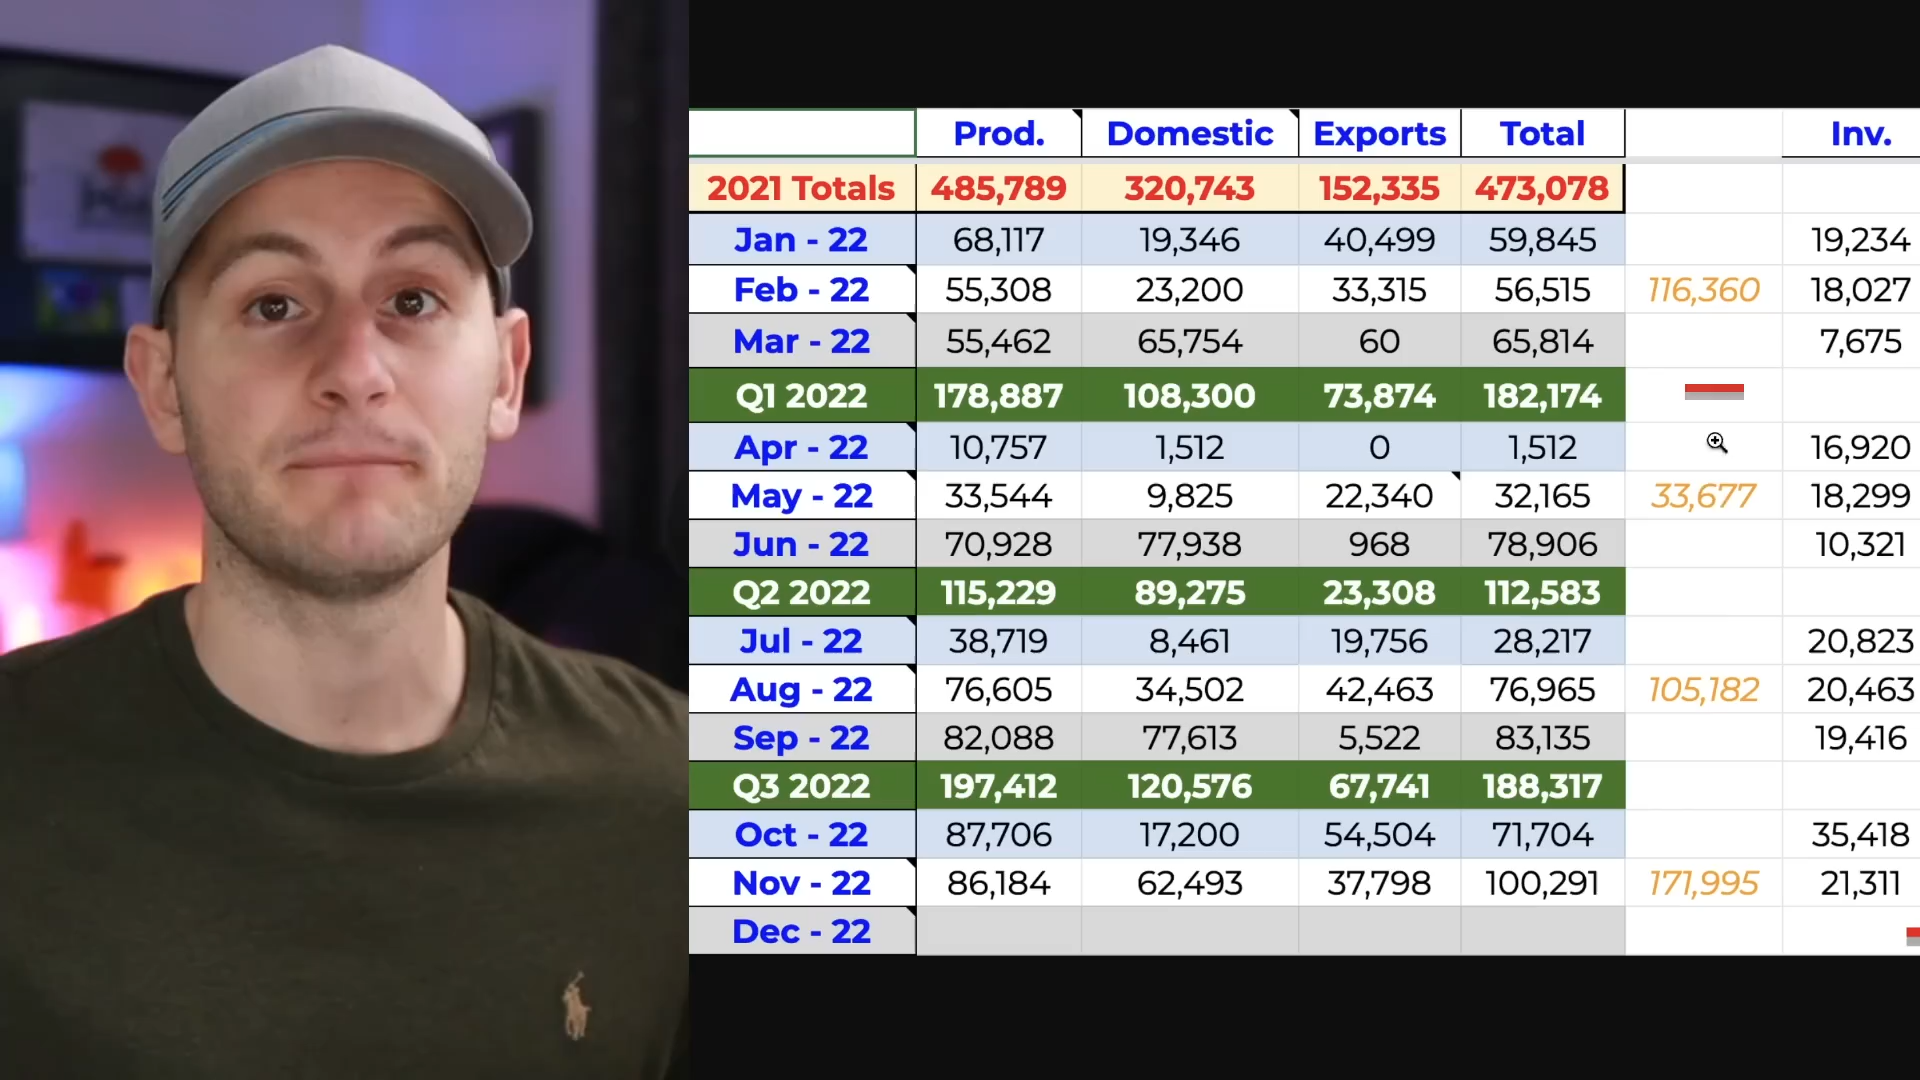 Prod. Domestic Exports Total Inv.
2021 Totals 485,789 320,743 152,335 473,078
Jan - 22 68,117 19,346 40,499 59,845 19,234
Feb - 22 55,308 23,200 33,315 56,515 116,360 18,027
Mar - 22 55,462 65,754 60 65,814 7,675
Q1 2022 178,887 108,300 73,874 182,174
Apr - 22 10,757 1,512 0 1,512 16,920
May - 22 33,544 9,825 22,340 32,165 33,677 18,299
Jun - 22 70,928 77,938 968 78,906 10,321
Q2 2022 115,229 89,275 23,308 112,583
Jul - 22 38,719 8,461 19,756 28,217 20,823
Aug - 22 76,605 34,502 42,463 76,965 105,182 20,463
Sep - 22 82,088 77,613 5,522 83,135 19,416
Q3 2022 197,412 120,576 67,741 188,317
Oct - 22 87,706 17,200 54,504 71,704 35,418
Nov - 22 86,184 62,493 37,798 100,291 171,995 21,311
Dec - 22